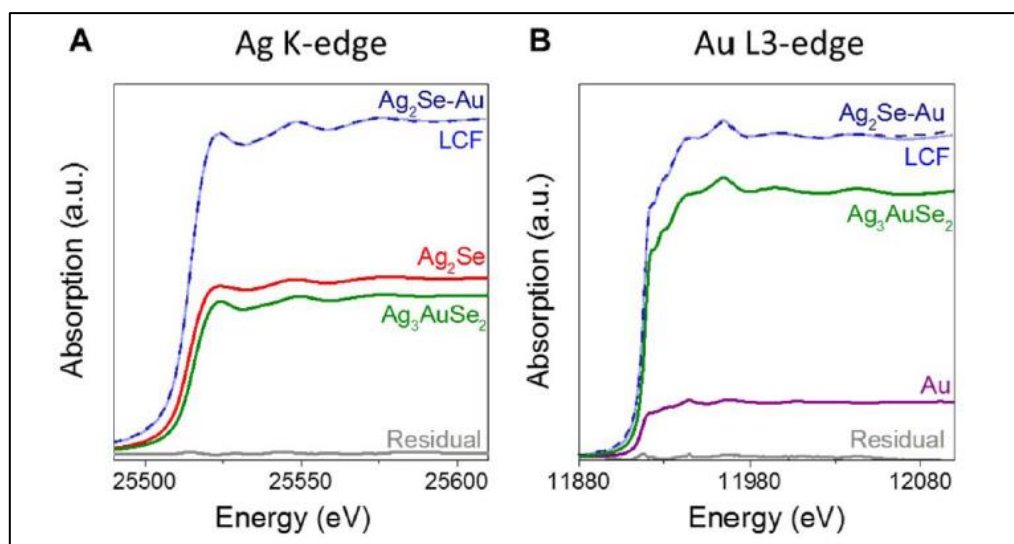 A
Ag K-edge
Ag₂Se-Au
LCF
Ag₂Se
Ag₃AuSe₂
Residual
Absorption (a.u.)
25500 25550 25600
Energy (eV)
B
Au L3-edge
Ag₂Se-Au
LCF
Ag₃AuSe₂
Au
Residual
Absorption (a.u.)
11880 11980 12080
Energy (eV)